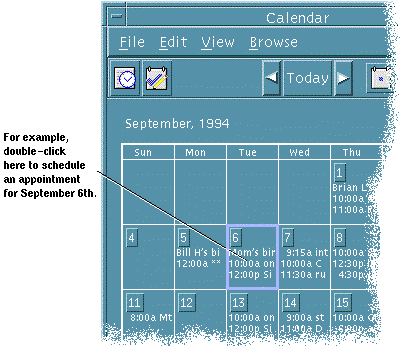 Calendar
File Edit View Browse
Today
For example,
double-click
here to schedule
an appointment
for September 6th.
September, 1994
Sun Mon Tue Wed Thu
1
Brian L'
10:00a
11:00a
4 5 6 7 8
Bill H's bi
12:00a **
Mom's bir
10:00a on
12:00p Si
9:15a int
10:00a C
11:30a ru
10:00a
12:30p
4:30p
11 12 13 14 15
8:00a Mt
10:00a on
12:00p Si
9:00a st
11:00a D
10:00a